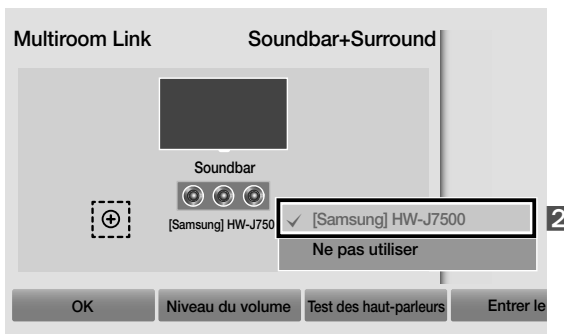 Multiroom Link
Soundbar+Surround
Soundbar
[Samsung] HW-J750
[Samsung] HW-J7500
Ne pas utiliser
2
OK
Niveau du volume
Test des haut-parleurs
Entrer le